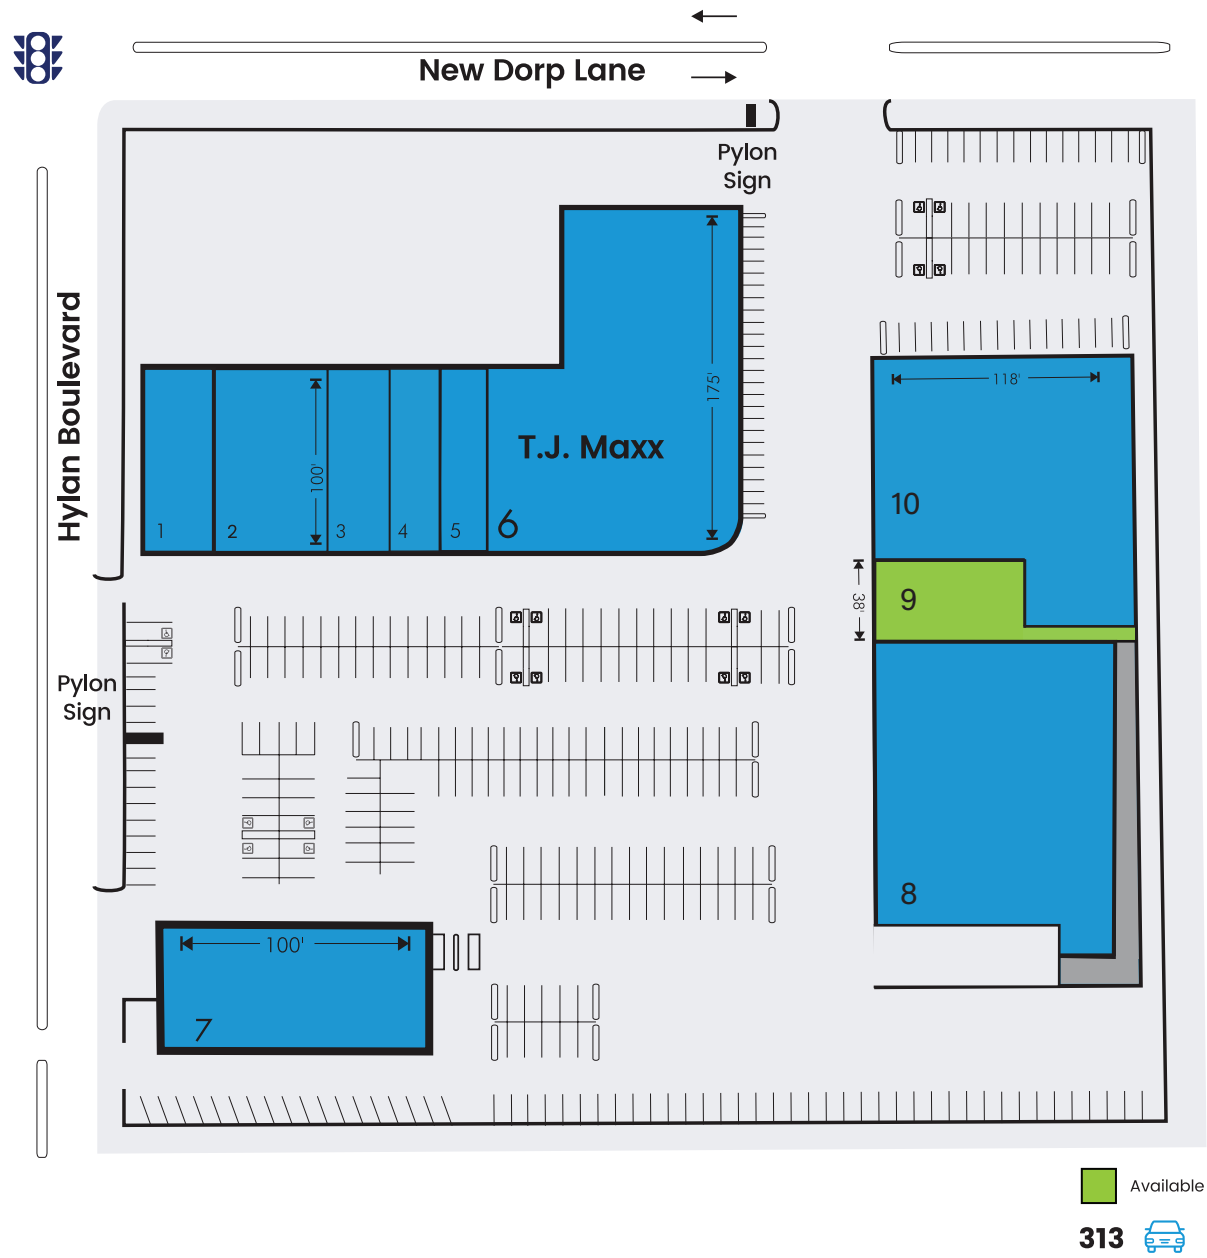 New Dorp Lane
Pylon
Sign
Hylan Boulevard
175'
118'
T.J. Maxx
100'
10
1
2
3
4
5
6
9
38'
Pylon
Sign
8
100'
7
Available
313